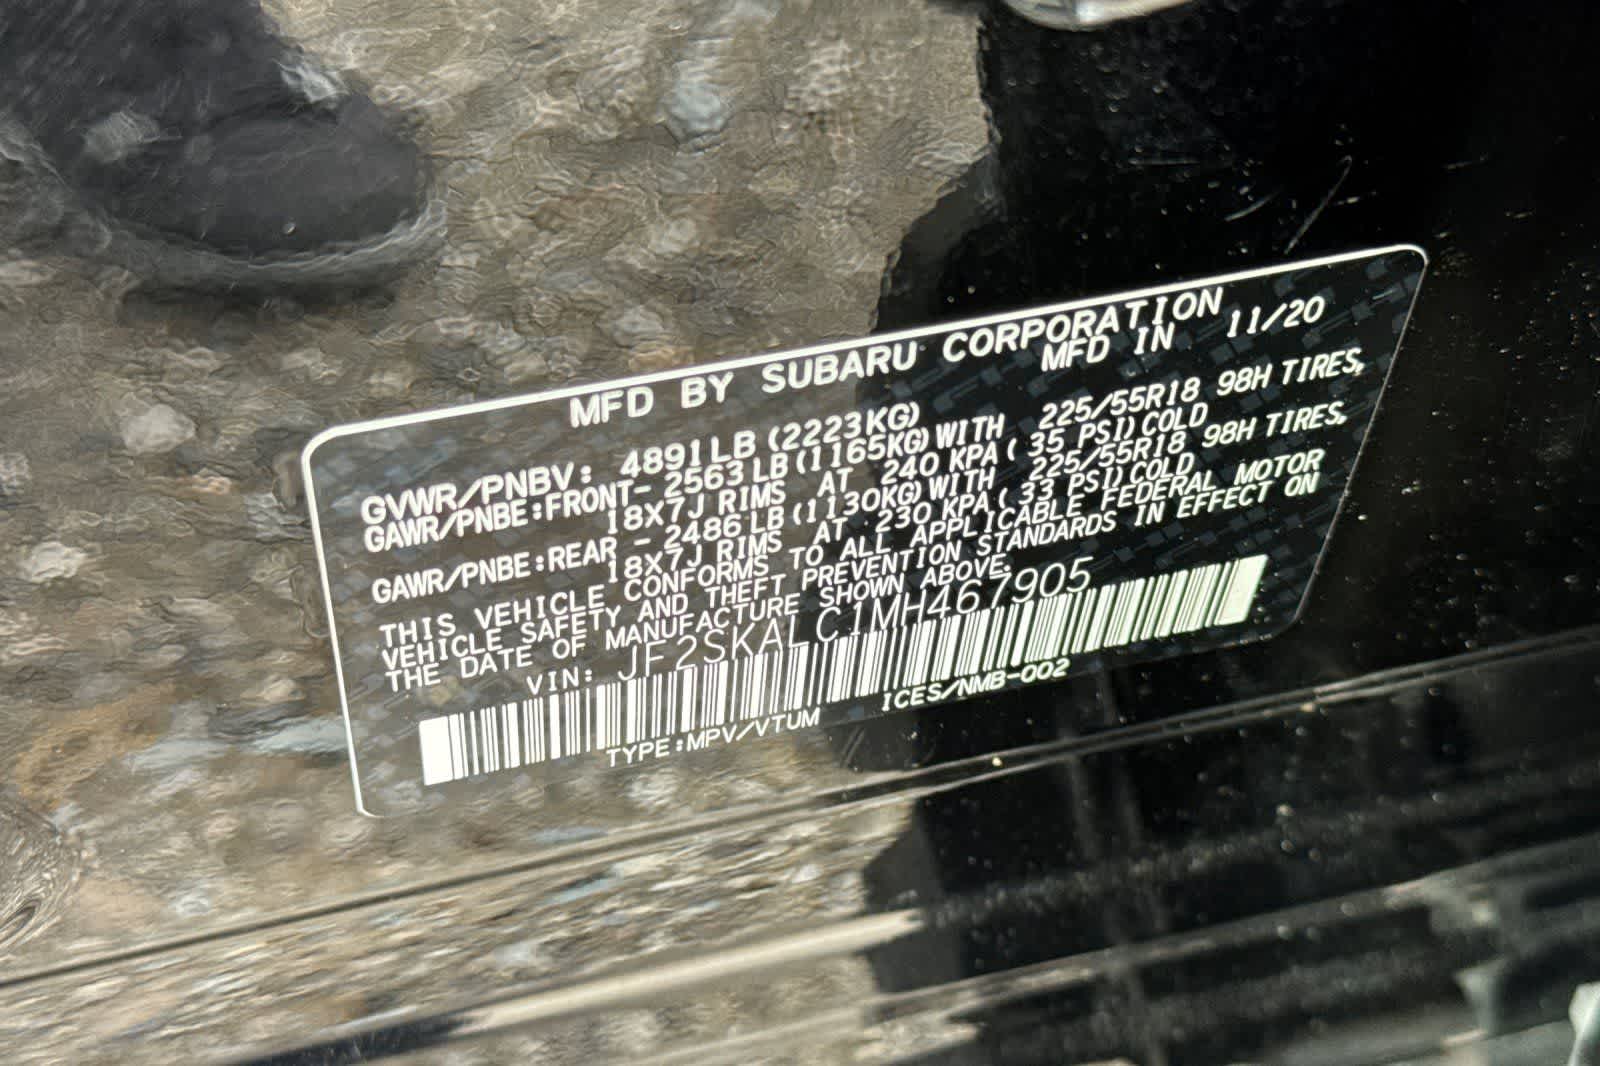 MFD BY SUBARU CORPORATION
MFD IN 11/20
GVWR/PNBV: 4891LB (2223KG)
GAWR/PNBE:FRONT- 2563LB (1165KG) WITH 225/55R18 98H TIRES,
18X7J RIMS AT 240 KPA ( 35 PSI) COLD
GAWR/PNBE:REAR - 2486LB (1130KG) WITH 225/55R18 98H TIRES,
18X7J RIMS AT 230 KPA ( 33 PSI) COLD
THIS VEHICLE CONFORMS TO ALL APPLICABLE FEDERAL MOTOR
VEHICLE SAFETY AND THEFT PREVENTION STANDARDS IN EFFECT ON
THE DATE OF MANUFACTURE SHOWN ABOVE.
VIN: JF2SKALC1MH467905
TYPE:MPV/VTUM ICES/NMB-002